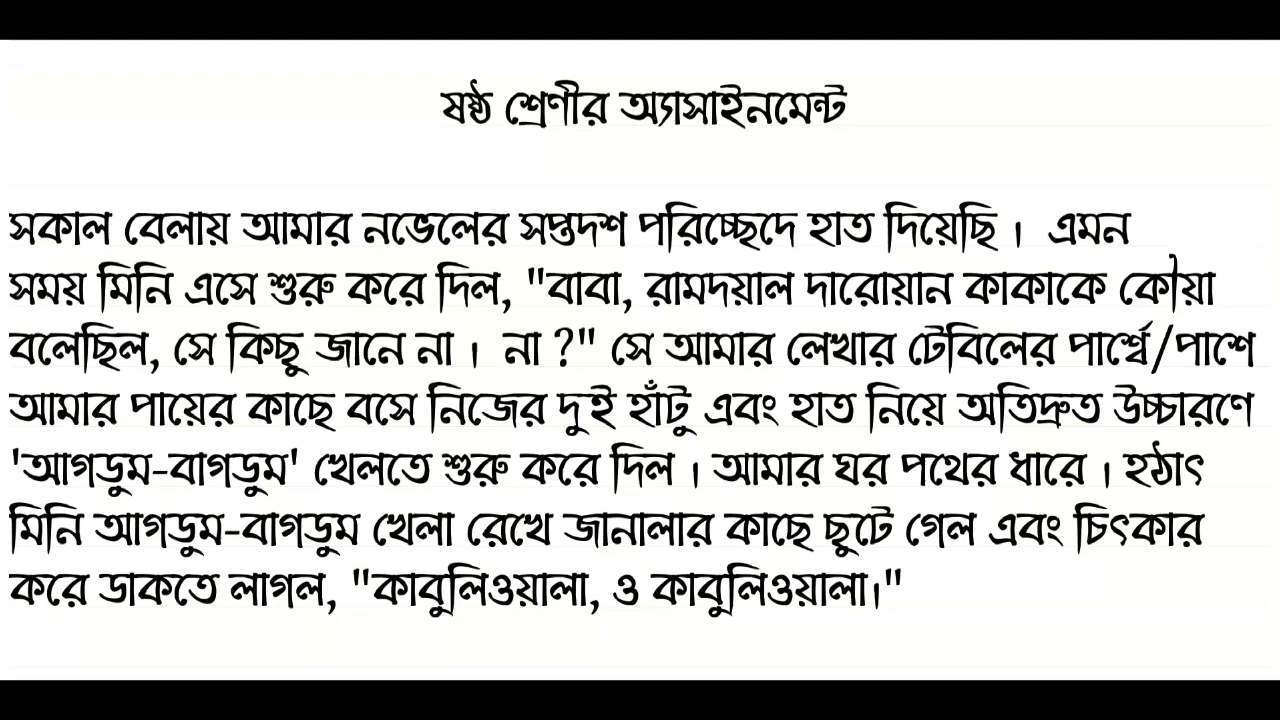 ষষ্ঠ শ্রেণীর অ্যাসাইনমেন্ট
সকাল বেলায় আমার নভেলের সপ্তদশ পরিচ্ছেদে হাত দিয়েছি । এমন
সময় মিনি এসে শুরু করে দিল, "বাবা, রামদয়াল দারোয়ান কাকাকে কৌয়া
বলেছিল, সে কিছু জানে না । না ?" সে আমার লেখার টেবিলের পার্শ্বে/পাশে
আমার পায়ের কাছে বসে নিজের দুই হাঁটু এবং হাত নিয়ে অতিদ্রুত উচ্চারণে
'আগডুম-বাগডুম' খেলতে শুরু করে দিল । আমার ঘর পথের ধারে । হঠাৎ
মিনি আগডুম-বাগডুম খেলা রেখে জানালার কাছে ছুটে গেল এবং চিৎকার
করে ডাকতে লাগল, "কাবুলিওয়ালা, ও কাবুলিওয়ালা।"